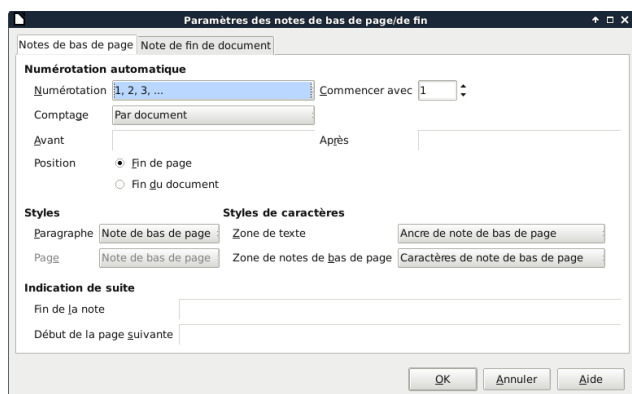 Paramètres des notes de bas de page/de fin
Notes de bas de page Note de fin de document
Numérotation automatique
Numérotation 1, 2, 3, ... Commencer avec 1
Comptage Par document
Avant Après
Position Fin de page
Fin du document
Styles Styles de caractères
Paragraphe Note de bas de page Zone de texte Ancre de note de bas de page
Page Note de bas de page Zone de notes de bas de page Caractères de note de bas de page
Indication de suite
Fin de la note
Début de la page suivante
OK Annuler Aide